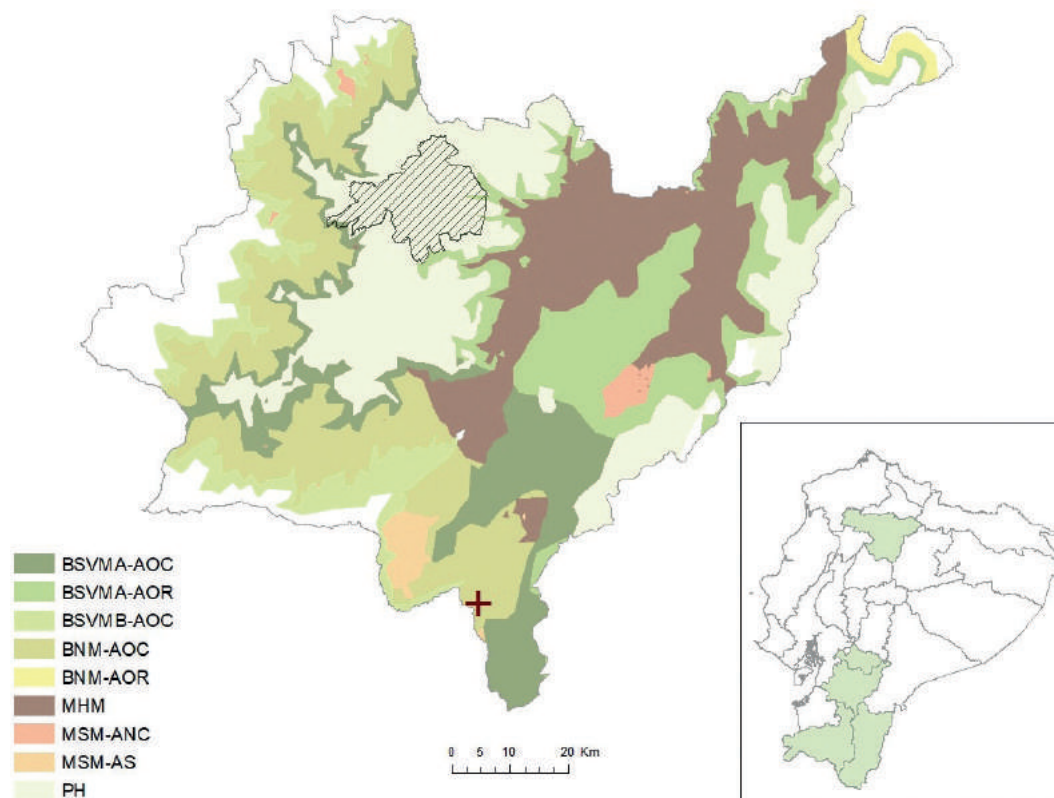 BSVMA-AOC
BSVMA-AOR
BSVMB-AOC
BNM-AOC
BNM-AOR
MHM
MSM-ANC
MSM-AS
PH
0 5 10 20 Km